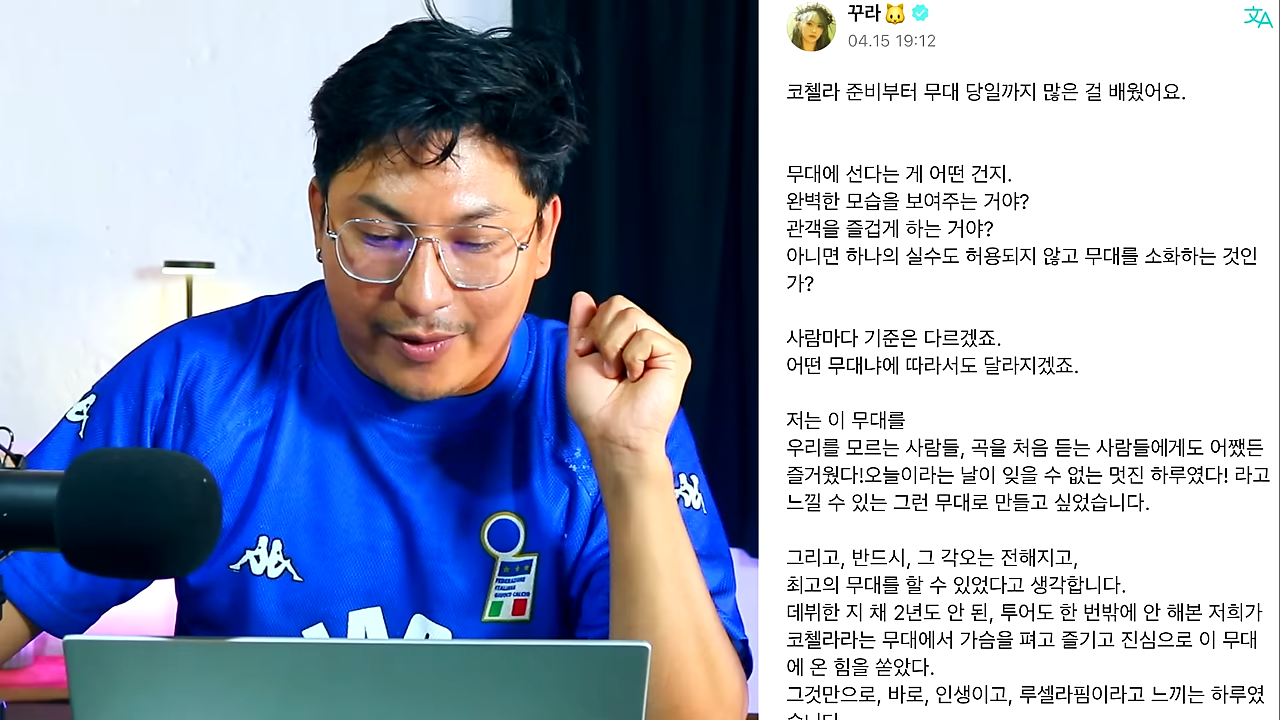 꾸라🐱
04.15 19:12
코첼라 준비부터 무대 당일까지 많은 걸 배웠어요.
무대에 선다는 게 어떤 건지.
완벽한 모습을 보여주는 거야?
관객을 즐겁게 하는 거야?
아니면 하나의 실수도 허용되지 않고 무대를 소화하는 것인
가?
사람마다 기준은 다르겠죠.
어떤 무대냐에 따라서도 달라지겠죠.
저는 이 무대를
우리를 모르는 사람들, 곡을 처음 듣는 사람들에게도 어쨌든
즐거웠다!오늘이라는 날이 잊을 수 없는 멋진 하루였다! 라고
느낄 수 있는 그런 무대로 만들고 싶었습니다.
그리고, 반드시, 그 각오는 전해지고,
최고의 무대를 할 수 있었다고 생각합니다.
데뷔한 지 채 2년도 안 된, 투어도 한 번밖에 안 해본 저희가
코첼라라는 무대에서 가슴을 펴고 즐기고 진심으로 이 무대
에 온 힘을 쏟았다.
그것만으로, 바로, 인생이고, 루셀라핌이라고 느끼는 하루였
습니다
FEDERAZIONE
ITALIANA
GIUOCO CALCIO